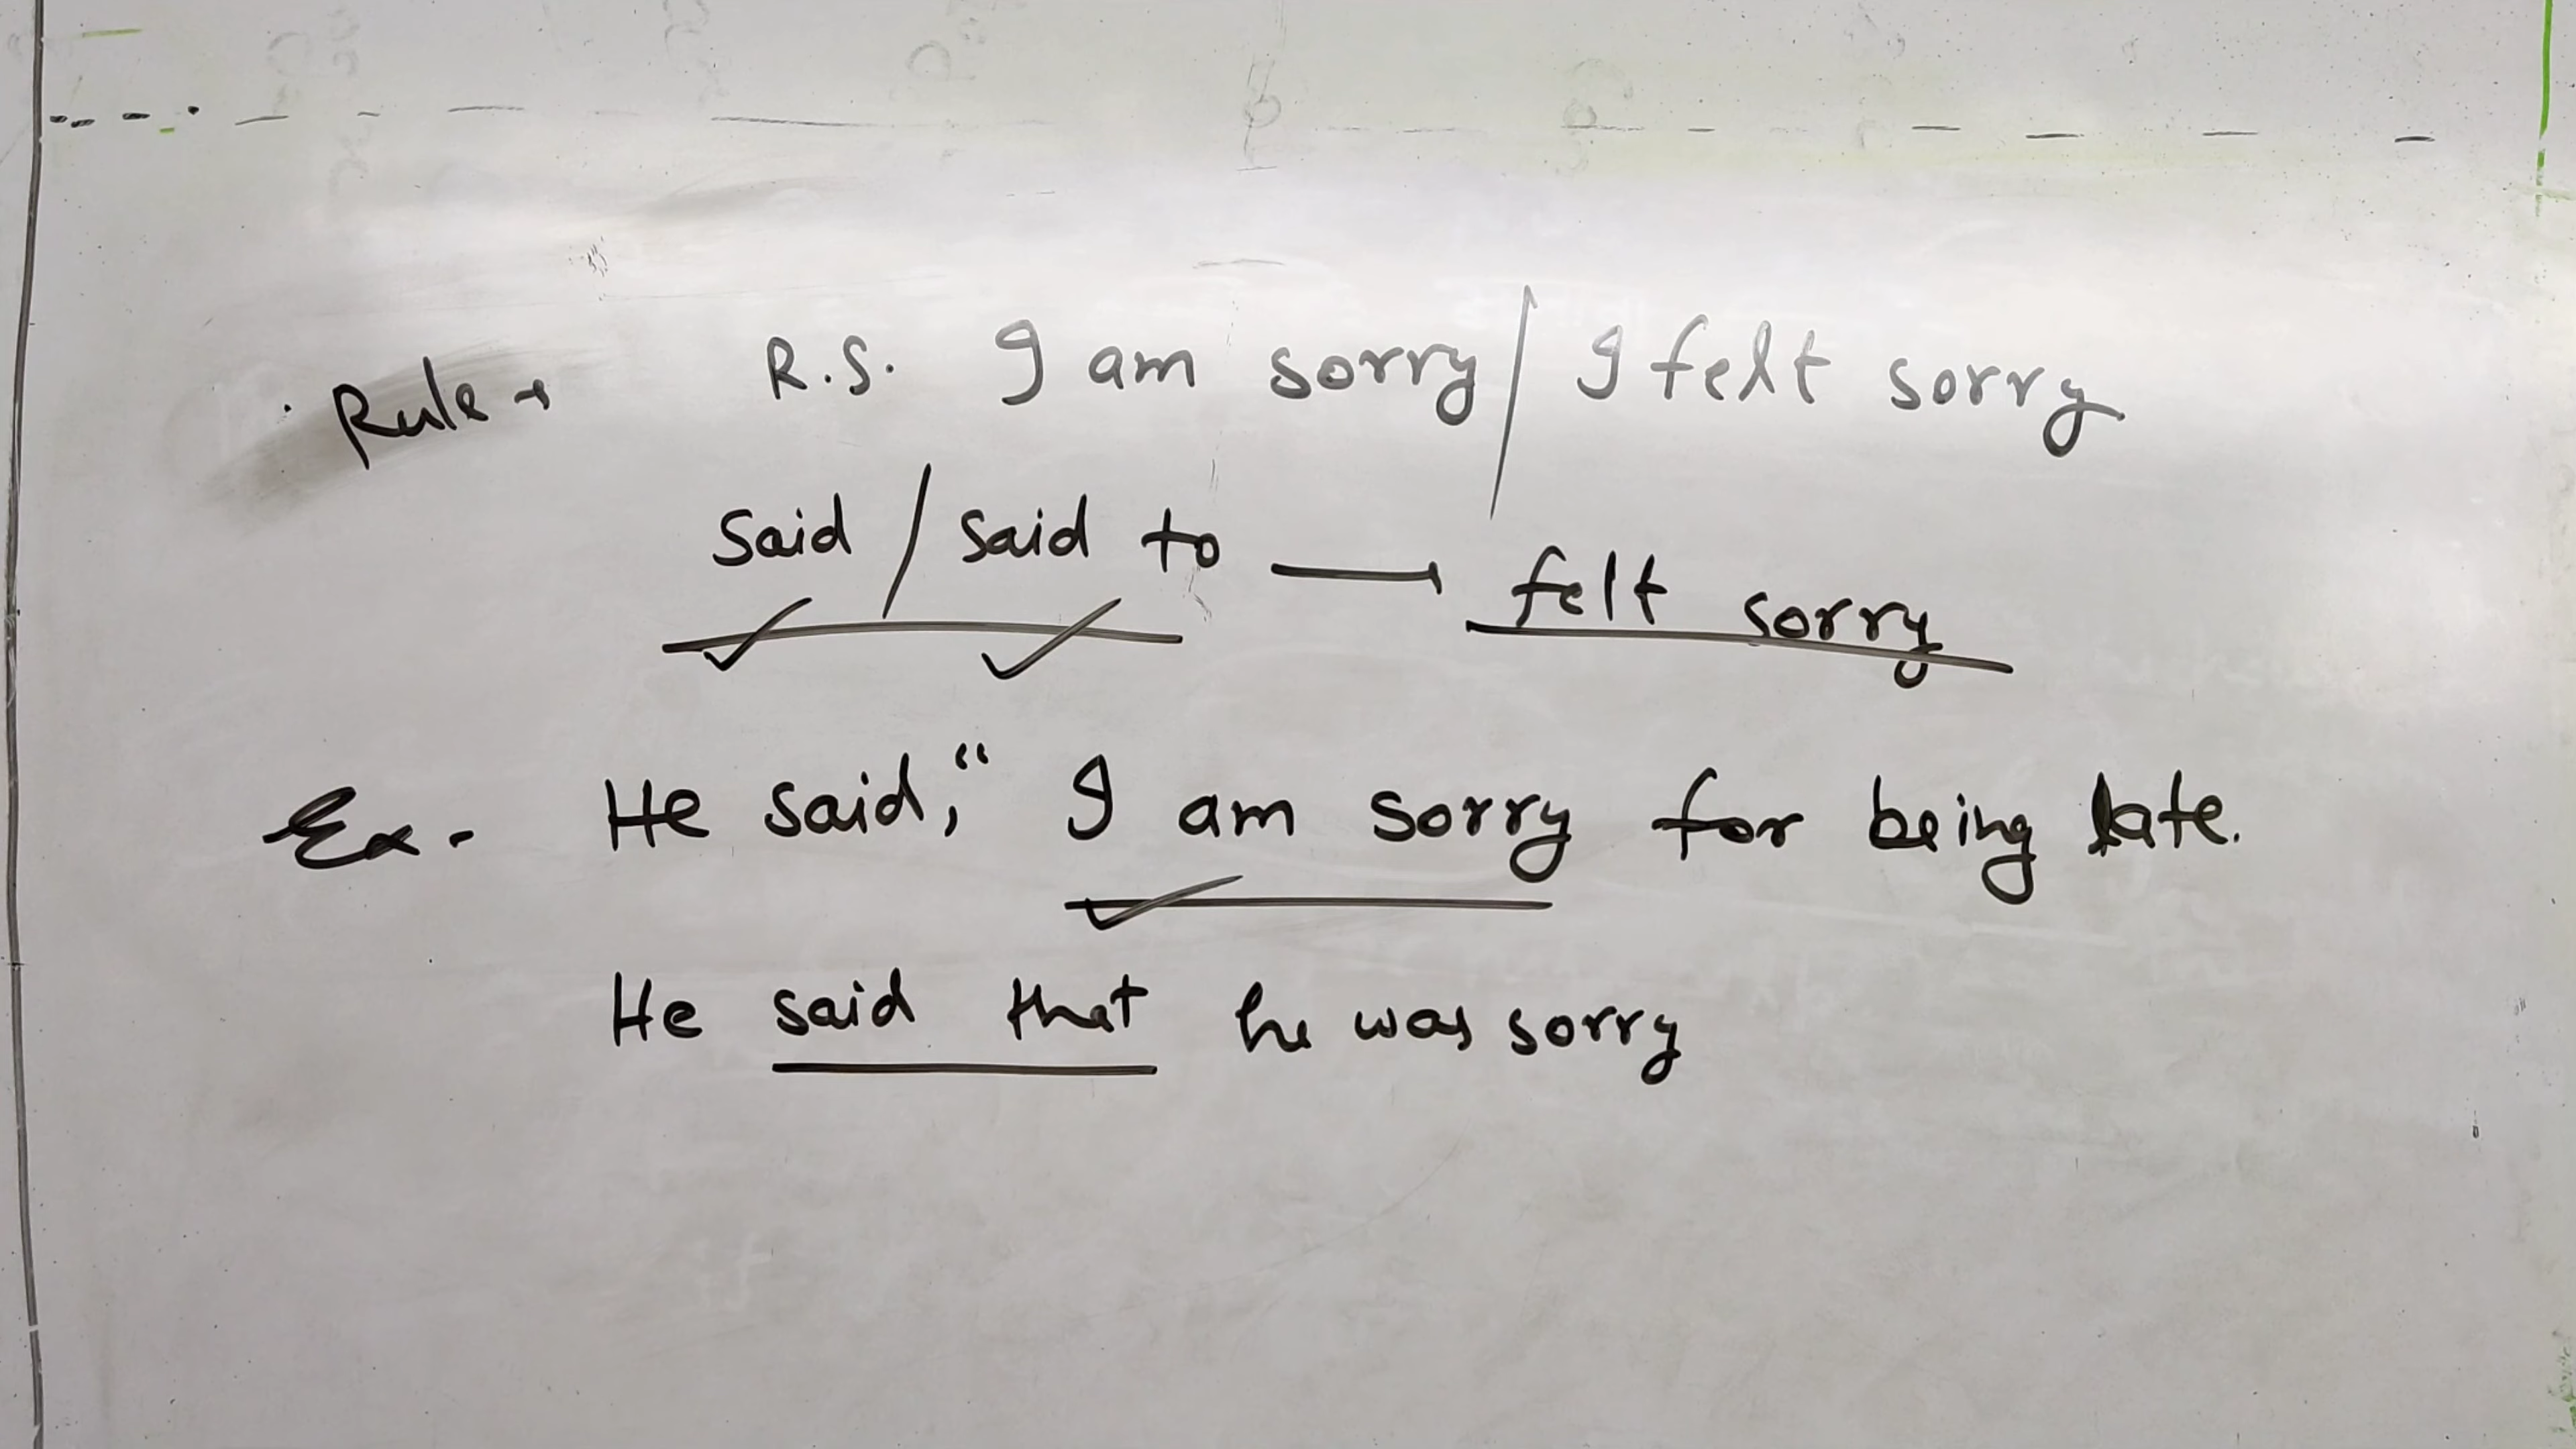 Rule → R.S. I am sorry / I felt sorry
said / said to → felt sorry
Ex. He said, “ I am sorry for being late.
He said that he was sorry